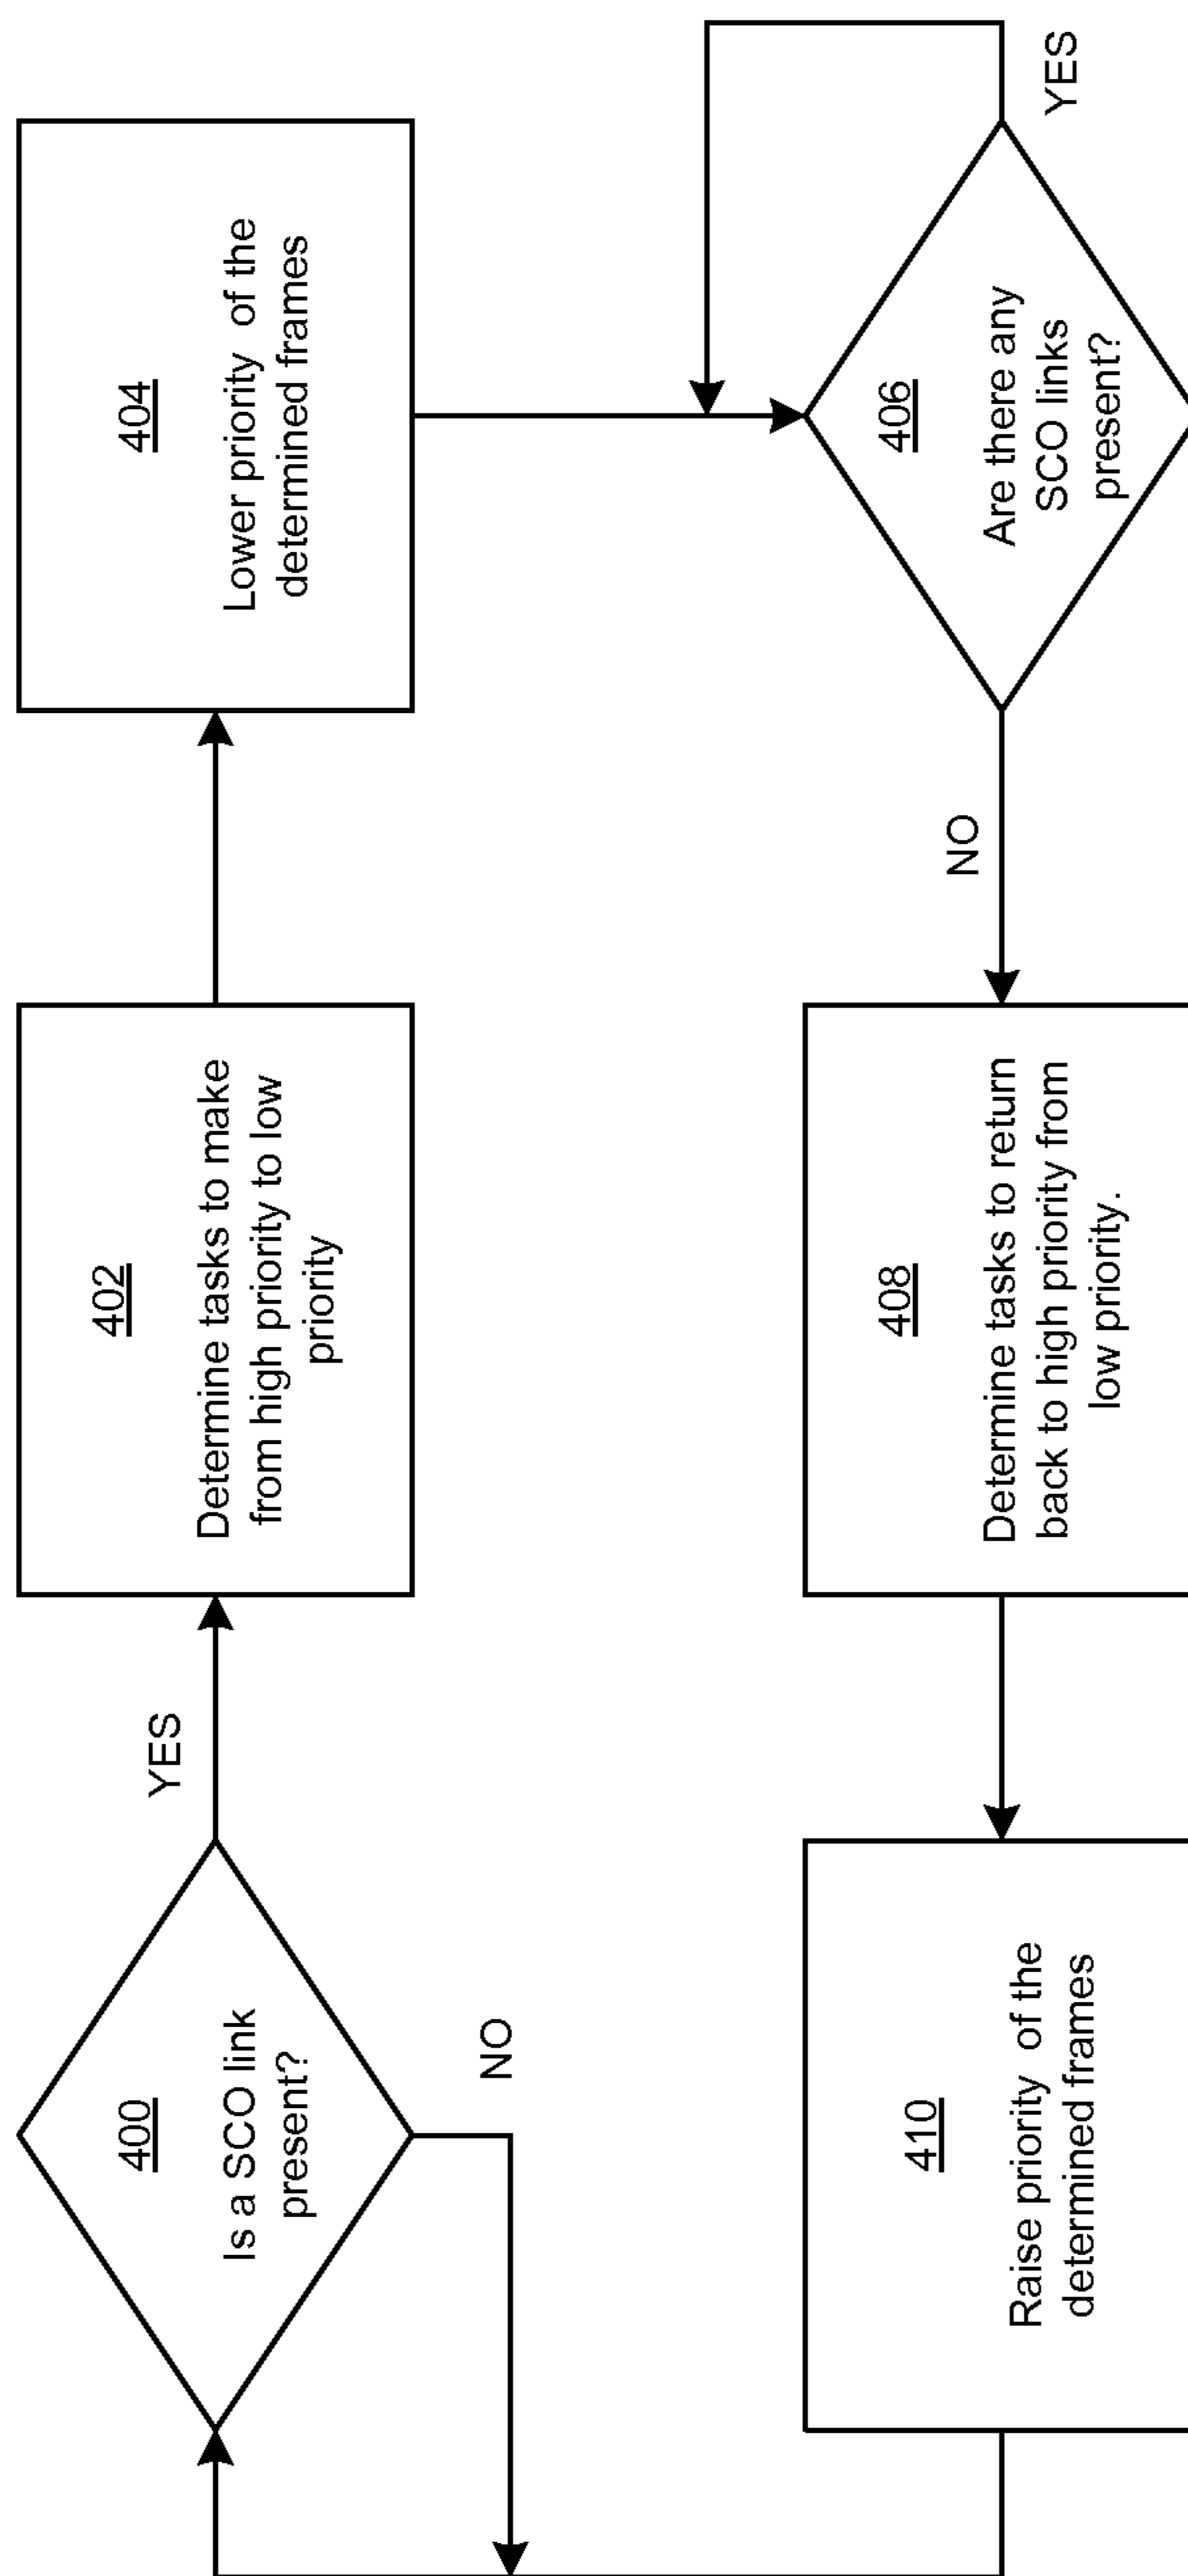 400
Is a SCO link
present?
YES
NO
402
Determine tasks to make
from high priority to low
priority
404
Lower priority of the
determined frames
406
Are there any
SCO links
present?
YES
NO
408
Determine tasks to return
back to high priority from
low priority.
410
Raise priority of the
determined frames